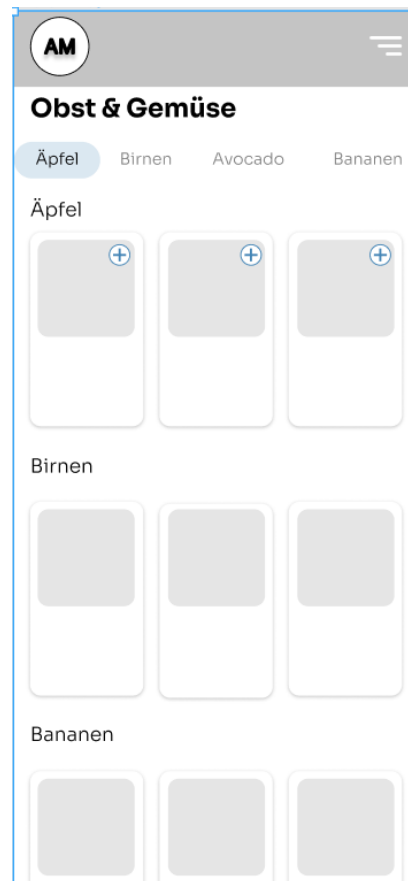 AM
Obst & Gemüse
Äpfel Birnen Avocado Bananen
Äpfel
Birnen
Bananen